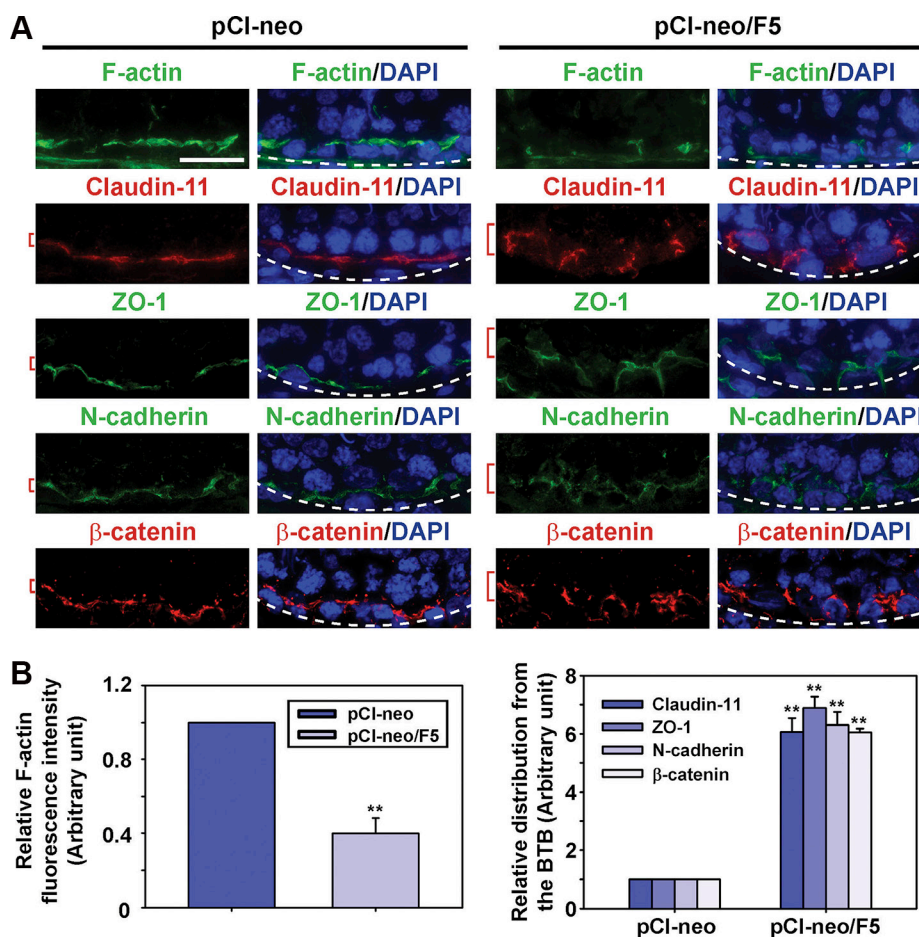 A
pCI-neo
pCI-neo/F5
F-actin
F-actin/DAPI
F-actin
F-actin/DAPI
Claudin-11
Claudin-11/DAPI
Claudin-11
Claudin-11/DAPI
ZO-1
ZO-1/DAPI
ZO-1
ZO-1/DAPI
N-cadherin
N-cadherin/DAPI
N-cadherin
N-cadherin/DAPI
β-catenin
β-catenin/DAPI
β-catenin
β-catenin/DAPI
B
Relative F-actin
fluorescence intensity
(Arbitrary unit)
1.2
0.8
0.4
0
pCI-neo
pCI-neo/F5
**
Relative distribution from
the BTB (Arbitrary unit)
8
6
4
2
0
Claudin-11
ZO-1
N-cadherin
β-catenin
**
**
**
**
pCI-neo
pCI-neo/F5